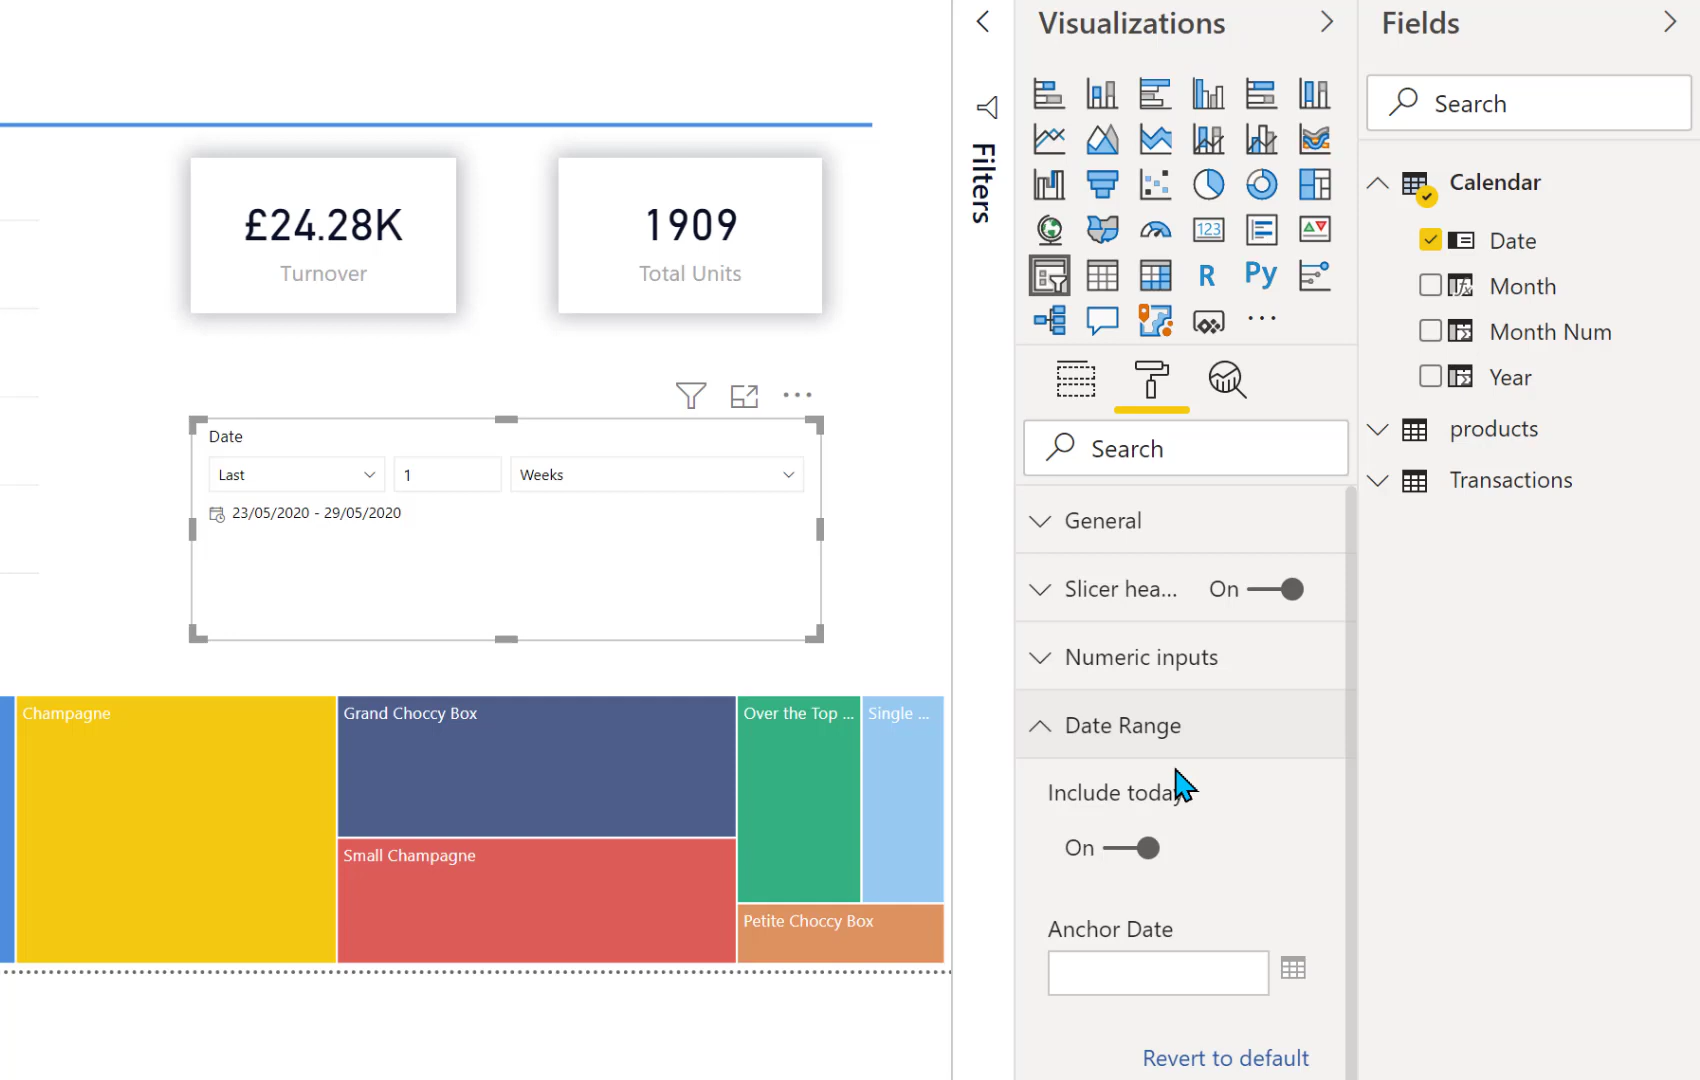 £24.28K
Turnover
1909
Total Units
Date
Last 1 Weeks
23/05/2020 - 29/05/2020
Champagne
Grand Choccy Box
Small Champagne
Over the Top ...
Single ...
Petite Choccy Box
Filters
Visualizations
123
R Py
Search
General
Slicer hea... On
Numeric inputs
Date Range
Include today
On
Anchor Date
Revert to default
Fields
Search
Calendar
Date
Month
Month Num
Year
products
Transactions